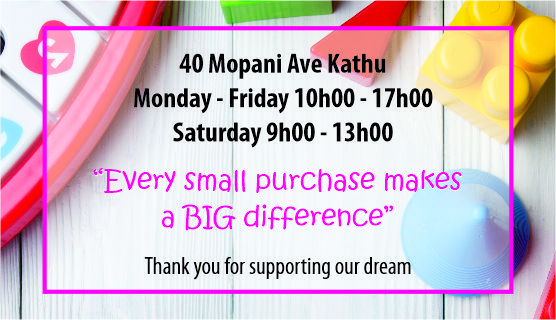 40 Mopani Ave Kathu
Monday - Friday 10h00 - 17h00
Saturday 9h00 - 13h00
“Every small purchase makes
a BIG difference”
Thank you for supporting our dream